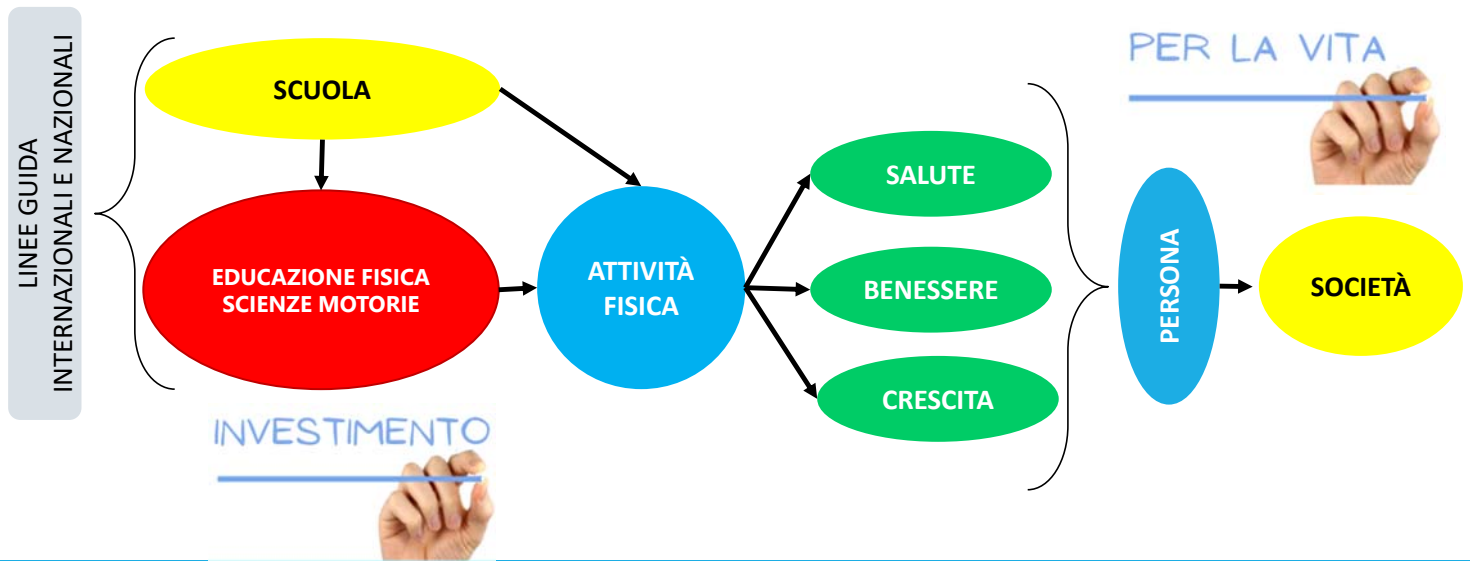 LINEE GUIDA
INTERNAZIONALI E NAZIONALI
SCUOLA
EDUCAZIONE FISICA
SCIENZE MOTORIE
INVESTIMENTO
ATTIVITÀ
FISICA
SALUTE
BENESSERE
CRESCITA
PER LA VITA
PERSONA
SOCIETÀ